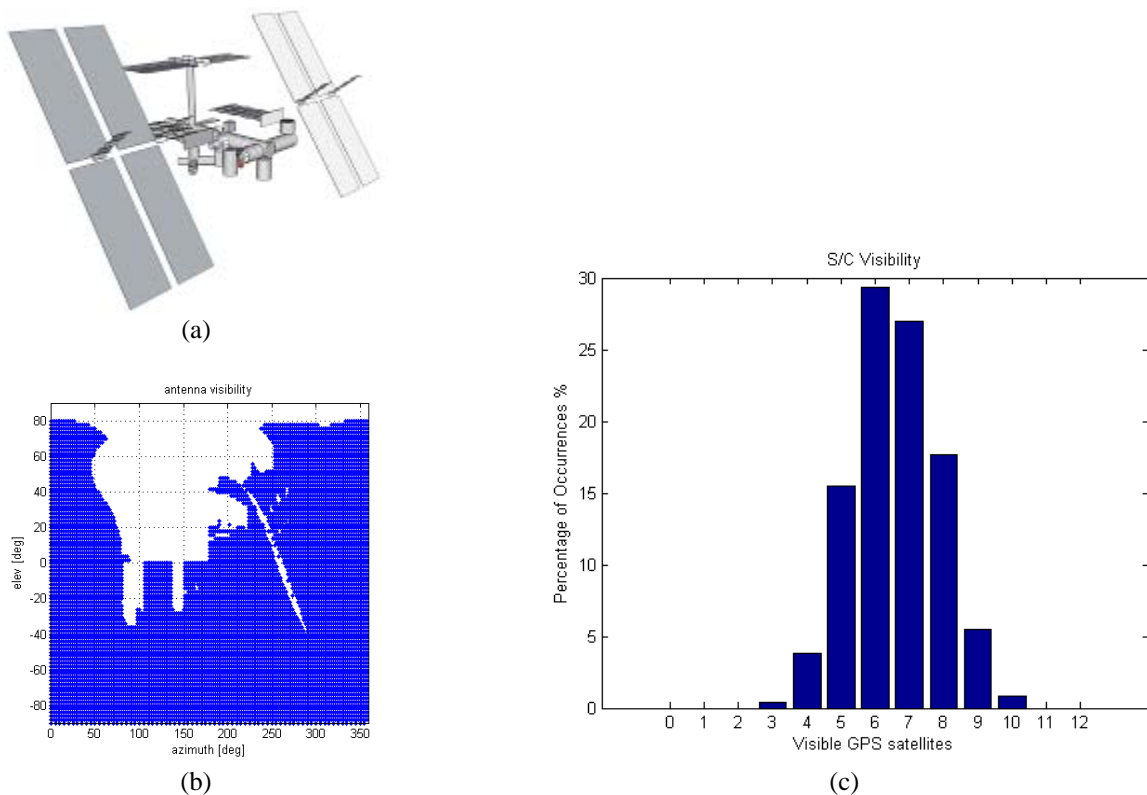 (a)
antenna visibility
elev [deg]
80
60
40
20
0
-20
-40
-60
-80
0 50 100 150 200 250 300 350
azimuth [deg]
(b)
S/C Visibility
Percentage of Occurrences %
30
25
20
15
10
5
0
0 1 2 3 4 5 6 7 8 9 10 11 12
Visible GPS satellites
(c)